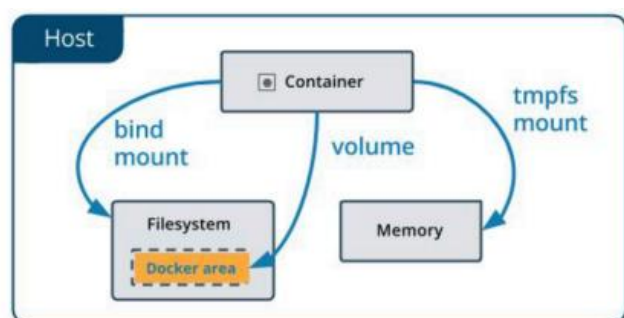 Host
Container
bind
mount
volume
tmpfs
mount
Filesystem
Docker area
Memory